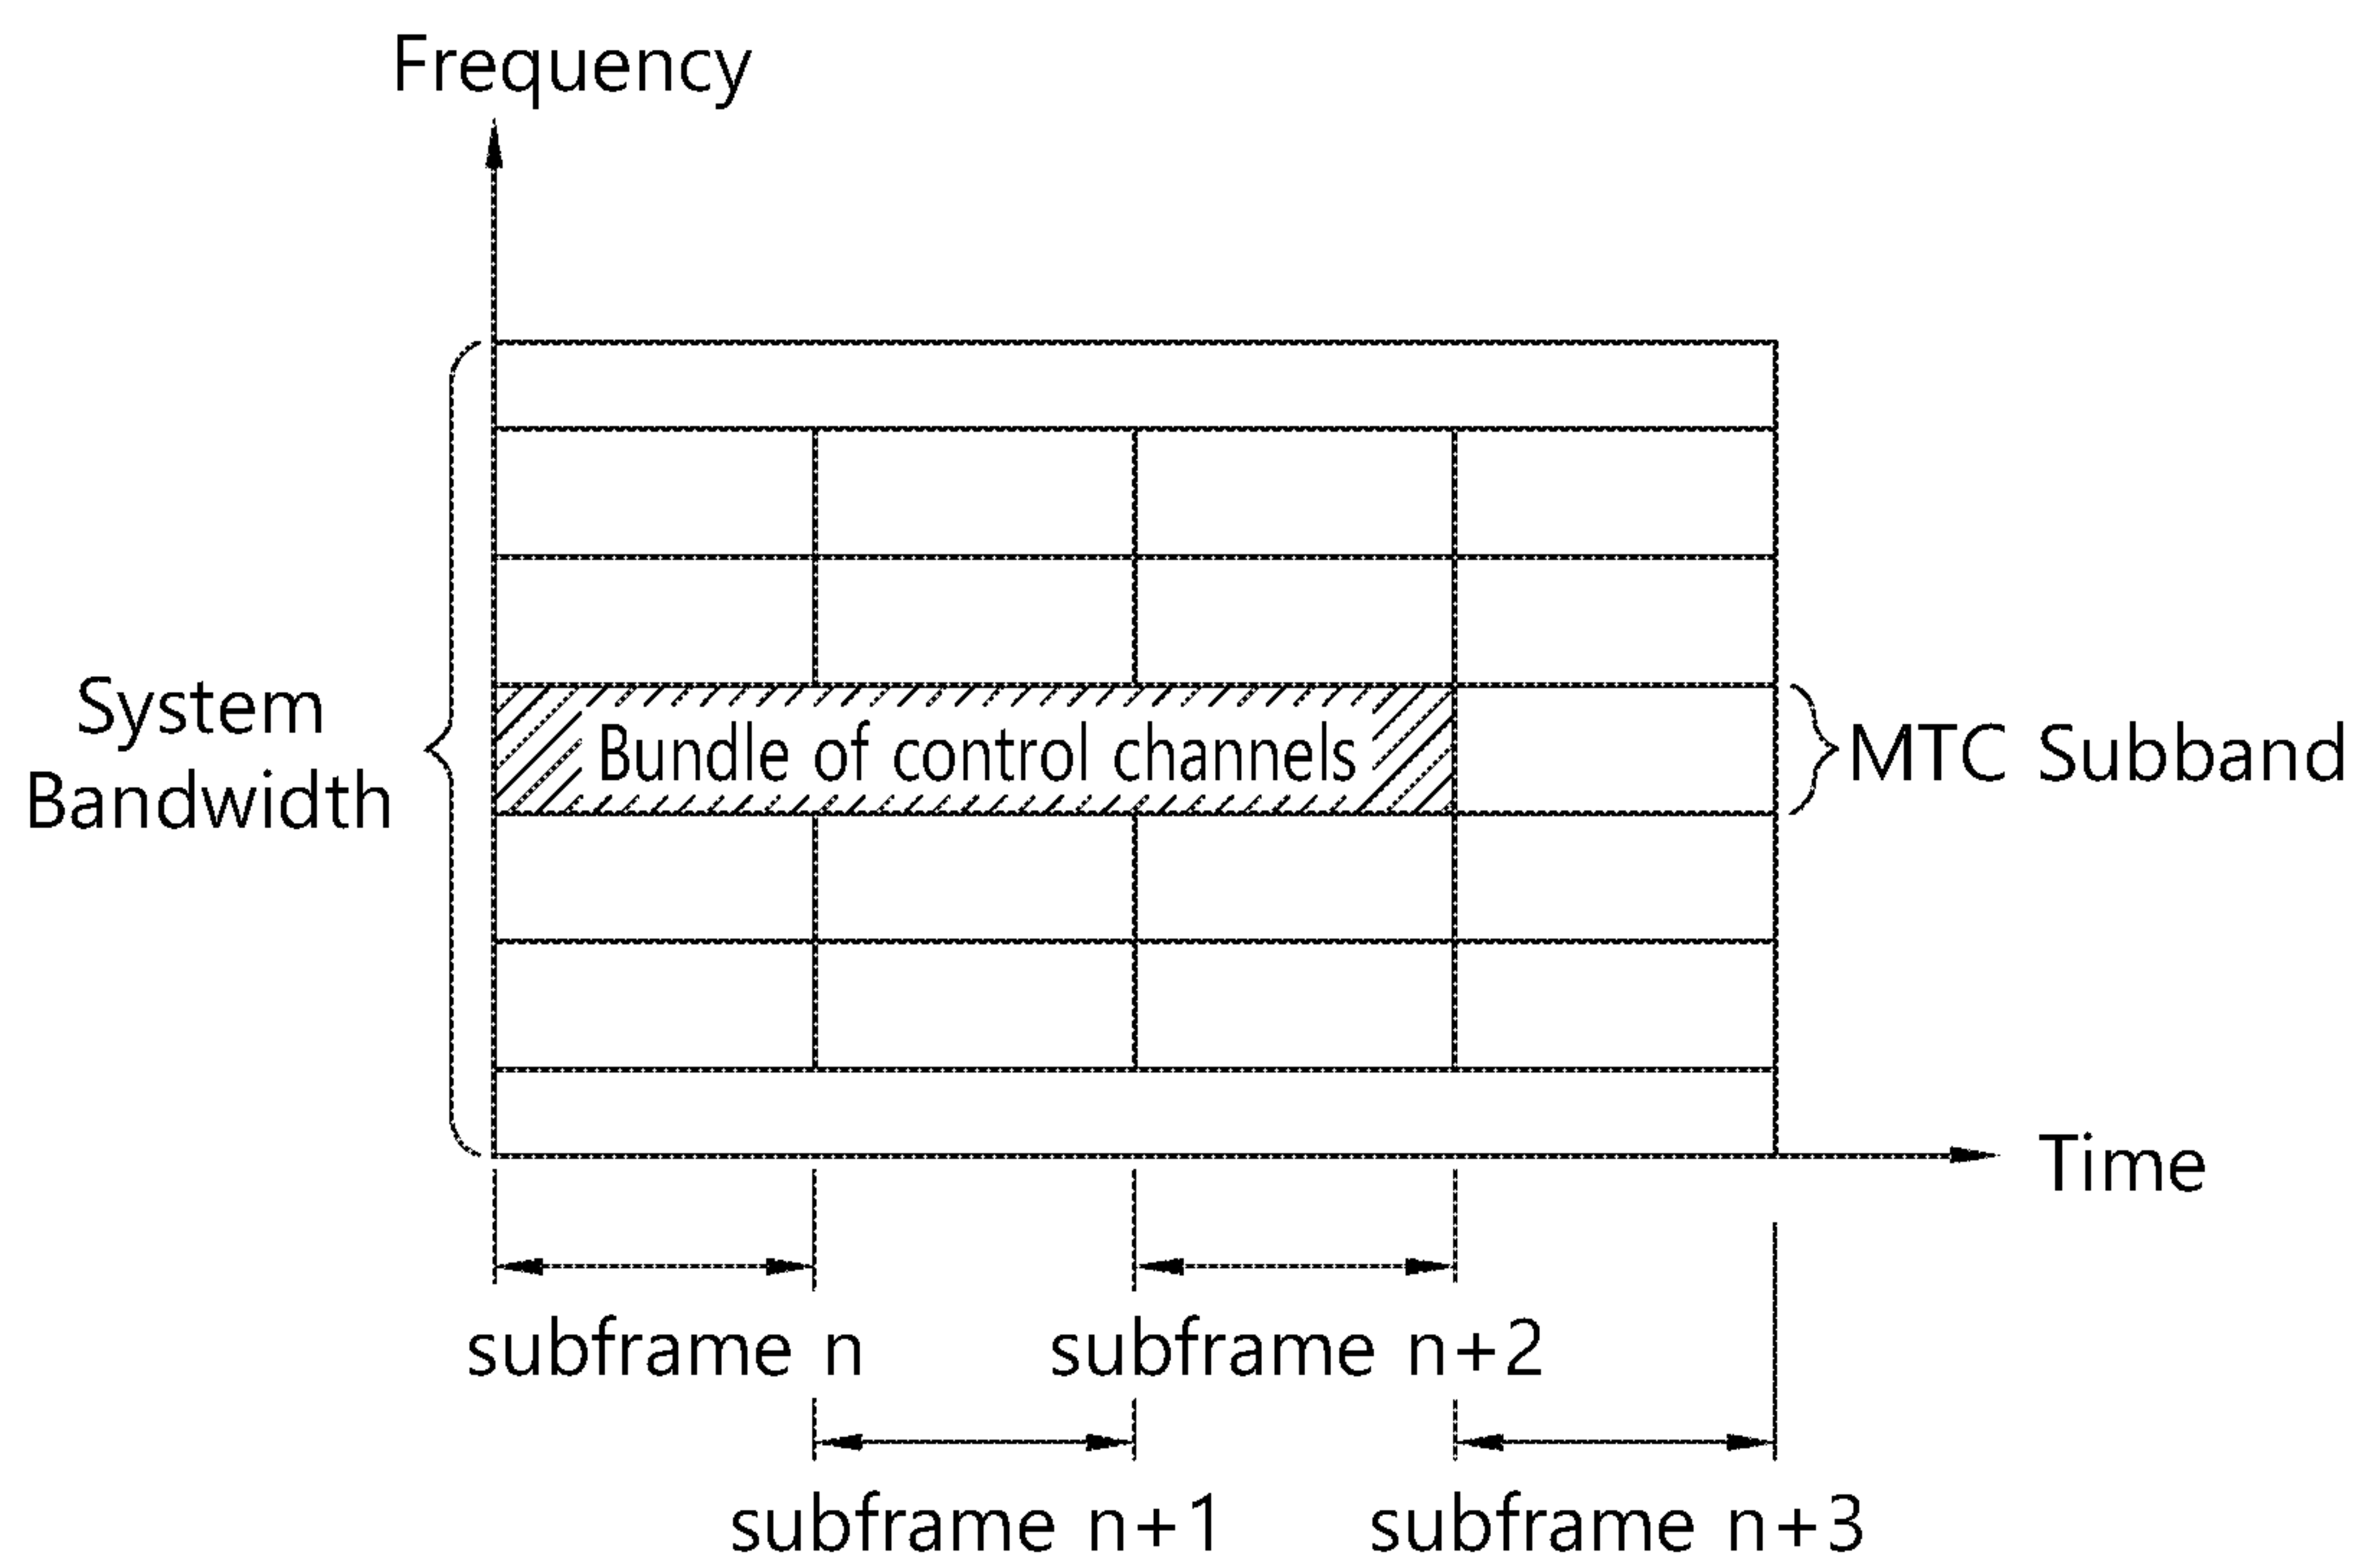 Frequency
System
Bandwidth
Bundle of control channels
MTC Subband
Time
subframe n
subframe n+2
subframe n+1
subframe n+3